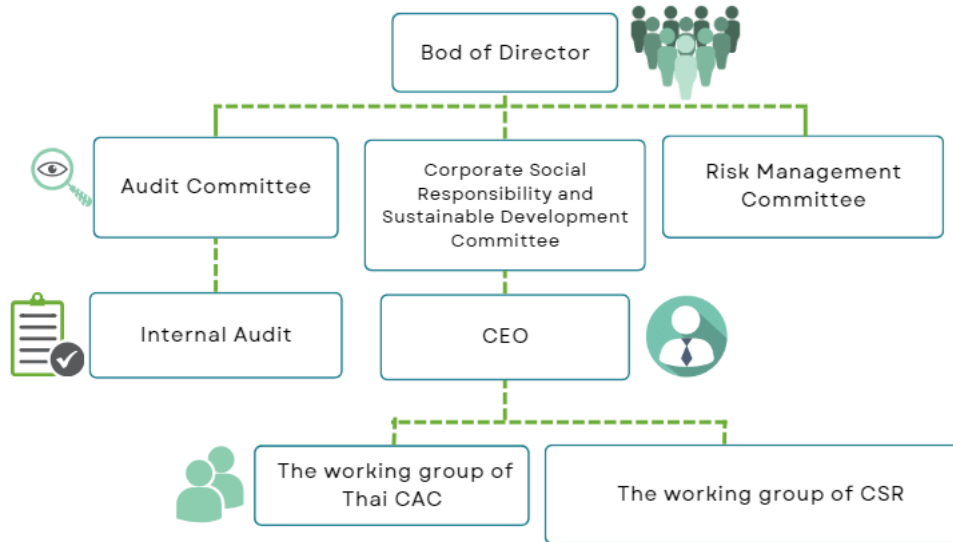 Bod of Director
Audit Committee
Corporate Social
Responsibility and
Sustainable Development
Committee
Risk Management
Committee
Internal Audit
CEO
The working group of
Thai CAC
The working group of CSR